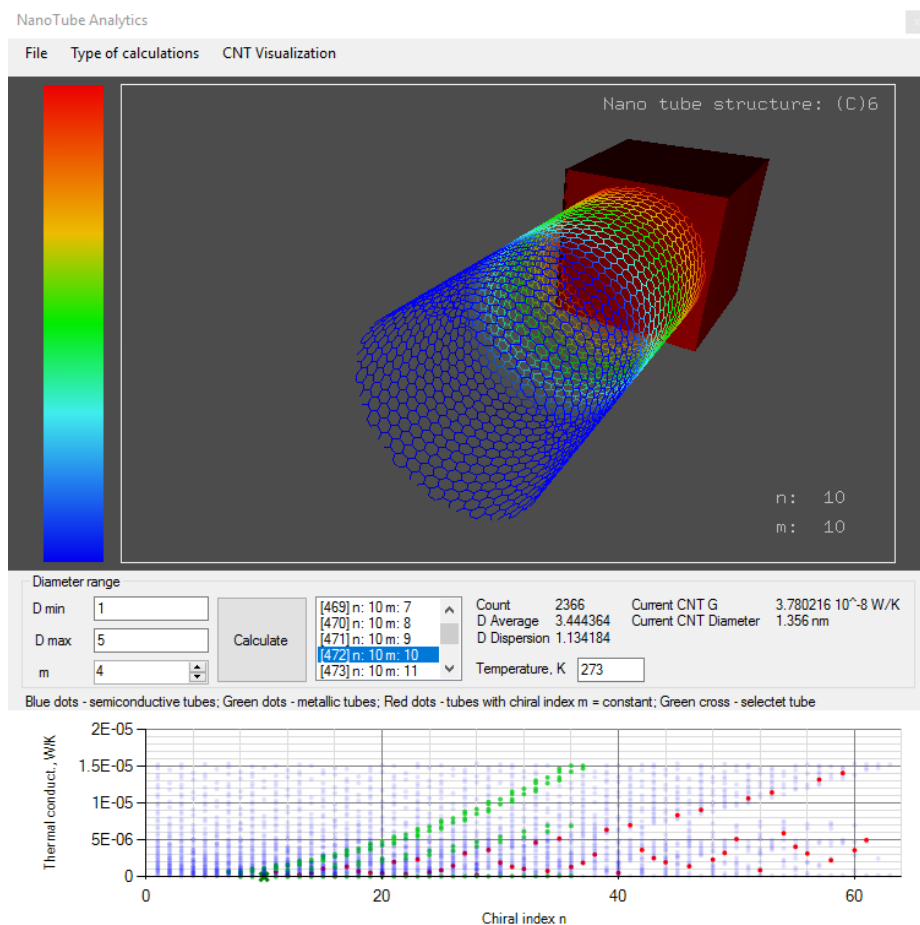 NanoTube Analytics
File Type of calculations CNT Visualization
Nano tube structure: (C)6
n: 10
m: 10
Diameter range
D min 1
D max 5
m 4
Calculate
[469] n: 10 m: 7
[470] n: 10 m: 8
[471] n: 10 m: 9
[472] n: 10 m: 10
[473] n: 10 m: 11
Count 2366
D Average 3.444364
D Dispersion 1.134184
Current CNT G 3.780216 10^-8 W/K
Current CNT Diameter 1.356 nm
Temperature, K 273
Blue dots - semiconductive tubes; Green dots - metallic tubes; Red dots - tubes with chiral index m = constant; Green cross - selectet tube
Thermal conduct., W/K
2E-05
1.5E-05
1E-05
5E-06
0
0 20 40 60
Chiral index n